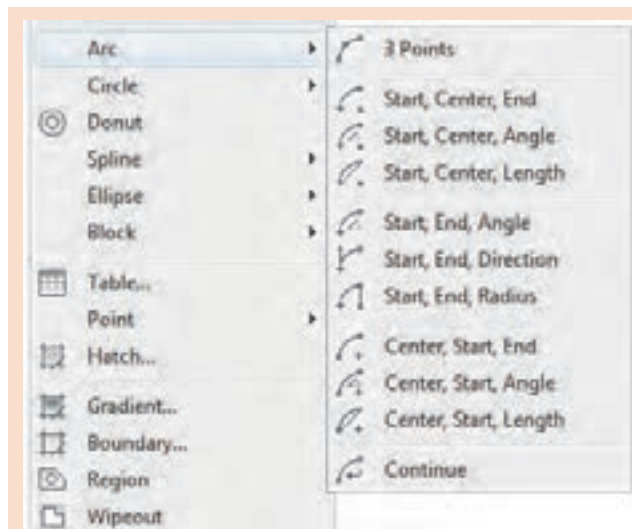 Arc
Circle
Donut
Spline
Ellipse
Block
Table...
Point
Hatch...
Gradient...
Boundary...
Region
Wipeout
3 Points
Start, Center, End
Start, Center, Angle
Start, Center, Length
Start, End, Angle
Start, End, Direction
Start, End, Radius
Center, Start, End
Center, Start, Angle
Center, Start, Length
Continue